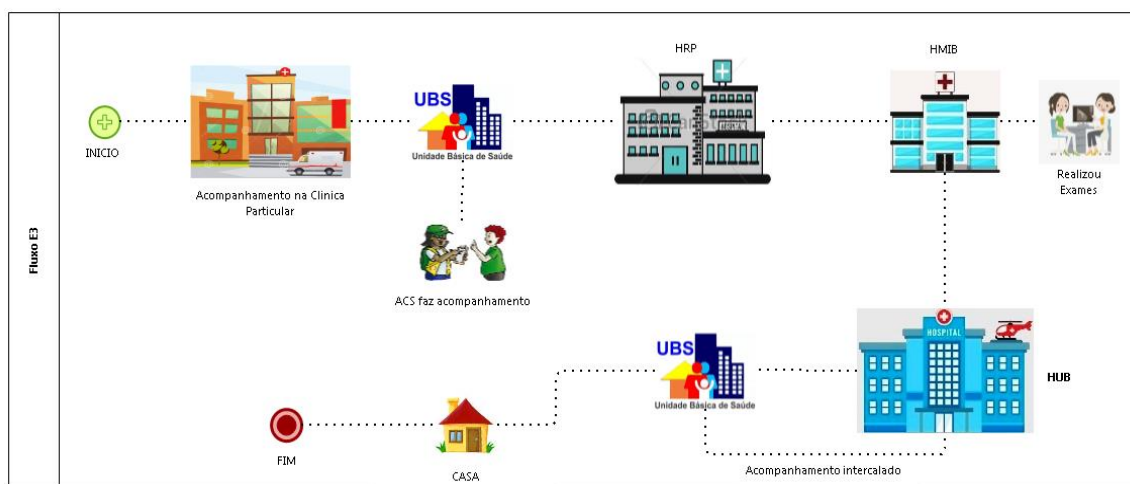 Fluxo E3
HRP
HMIB
INICIO
UBS
Unidade Básica de Saúde
Acompanhamento na Clinica
Particular
Realizou
Exames
ACS faz acompanhamento
HOSPITAL
UBS
Unidade Básica de Saúde
HUB
FIM
CASA
Acompanhamento intercalado